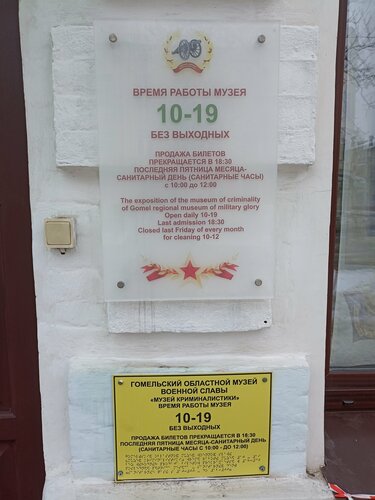 ВРЕМЯ РАБОТЫ МУЗЕЯ
10-19
БЕЗ ВЫХОДНЫХ
ПРОДАЖА БИЛЕТОВ
ПРЕКРАЩАЕТСЯ В 18:30
ПОСЛЕДНЯЯ ПЯТНИЦА МЕСЯЦА-
САНИТАРНЫЙ ДЕНЬ (САНИТАРНЫЕ ЧАСЫ)
с 10:00 до 12:00
The exposition of the museum of criminality
of Gomel regional museum of military glory
Open daily 10-19
Last admission 18:30
Closed last Friday of every month
for cleaning 10-12
ГОМЕЛЬСКИЙ ОБЛАСТНОЙ МУЗЕЙ
ВОЕННОЙ СЛАВЫ
«МУЗЕЙ КРИМИНАЛИСТИКИ»
ВРЕМЯ РАБОТЫ МУЗЕЯ
10-19
БЕЗ ВЫХОДНЫХ
ПРОДАЖА БИЛЕТОВ ПРЕКРАЩАЕТСЯ В 18:30
ПОСЛЕДНЯЯ ПЯТНИЦА МЕСЯЦА-САНИТАРНЫЙ ДЕНЬ
(САНИТАРНЫЕ ЧАСЫ С 10:00 - ДО 12:00)